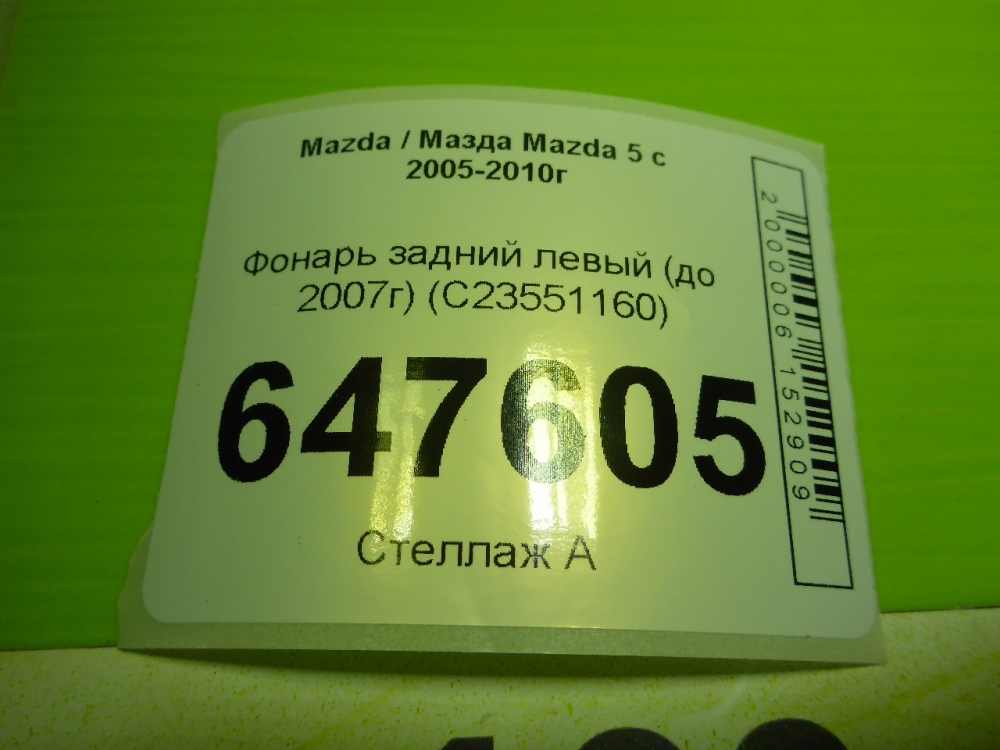 Mazda / Мазда Mazda 5 с
2005-2010г
Фонарь задний левый (до
2007г) (C23551160)
647605
Стеллаж А
2000006152909